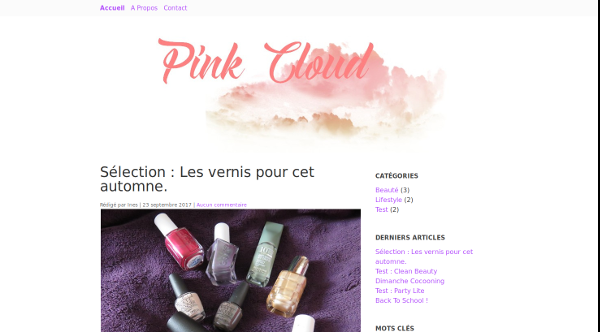 Accueil A Propos Contact
Pink Cloud
Sélection : Les vernis pour cet
automne.
Rédigé par Ines | 23 septembre 2017 | Aucun commentaire
CATÉGORIES
Beauté (3)
Lifestyle (2)
Test (2)
DERNIERS ARTICLES
Sélection : Les vernis pour cet
automne.
Test : Clean Beauty
Dimanche Cocooning
Test : Party Lite
Back To School !
MOTS CLÉS